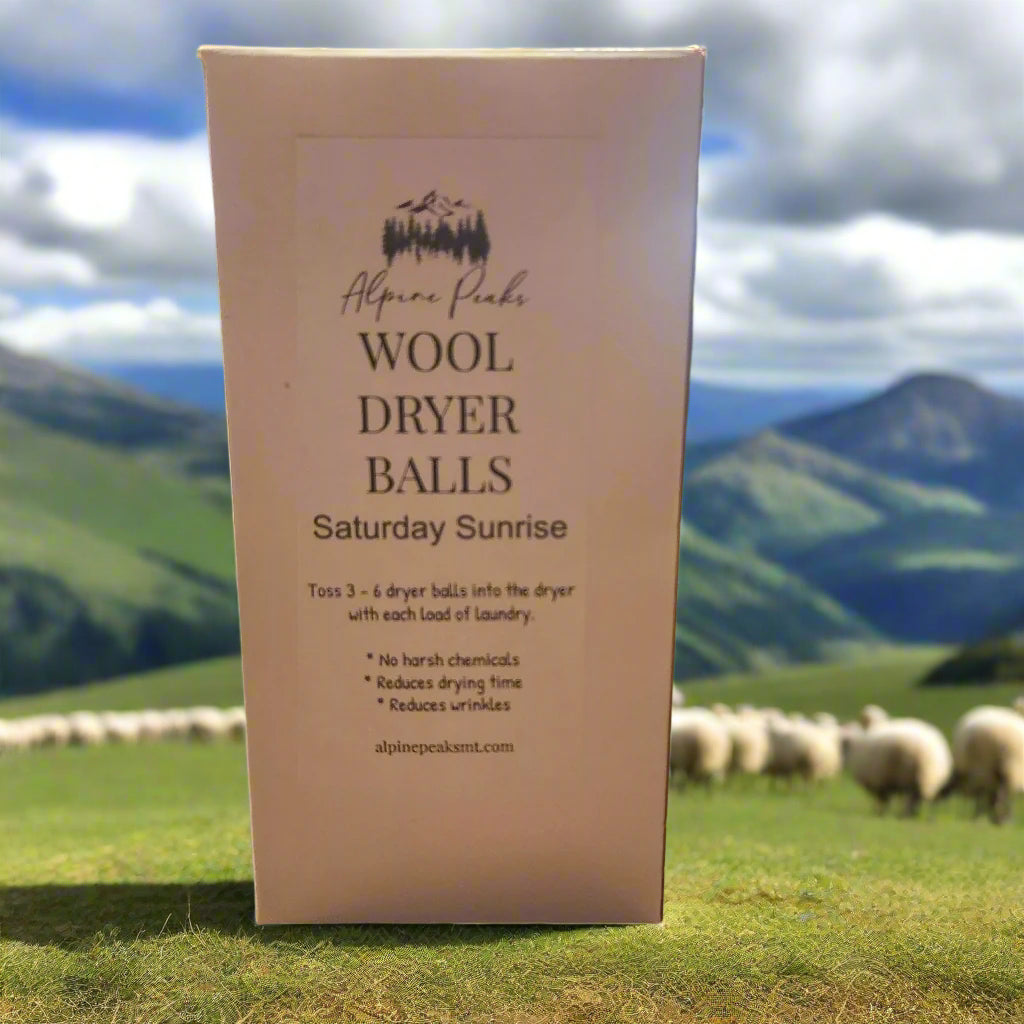 Alpine Peaks
WOOL
DRYER
BALLS
Saturday Sunrise
Toss 3 - 6 dryer balls into the dryer
with each load of laundry.
* No harsh chemicals
* Reduces drying time
* Reduces wrinkles
alpinepeaksmt.com